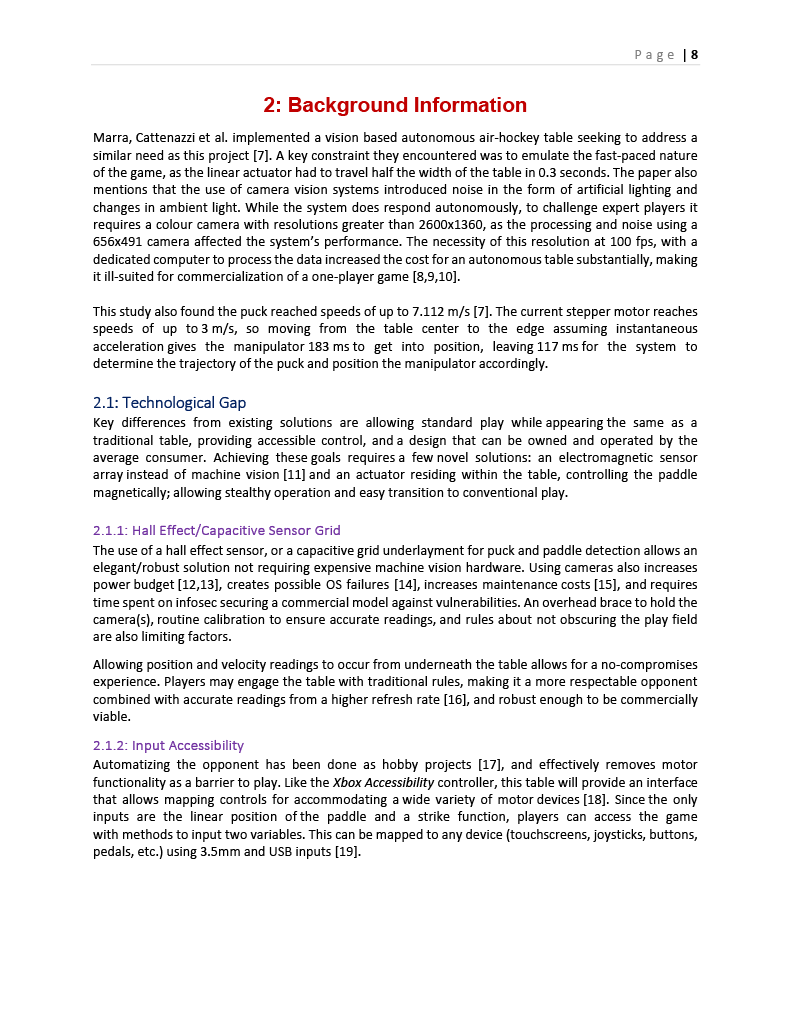 Page | 8
2: Background Information
Marra, Cattenazzi et al. implemented a vision based autonomous air-hockey table seeking to address a
similar need as this project [7]. A key constraint they encountered was to emulate the fast-paced nature
of the game, as the linear actuator had to travel half the width of the table in 0.3 seconds. The paper also
mentions that the use of camera vision systems introduced noise in the form of artificial lighting and
changes in ambient light. While the system does respond autonomously, to challenge expert players it
requires a colour camera with resolutions greater than 2600x1360, as the processing and noise using a
656x491 camera affected the system's performance. The necessity of this resolution at 100 fps, with a
dedicated computer to process the data increased the cost for an autonomous table substantially, making
it ill-suited for commercialization of a one-player game [8,9,10].
This study also found the puck reached speeds of up to 7.112 m/s [7]. The current stepper motor reaches
speeds of up to 3 m/s, so moving from the table center to the edge assuming instantaneous
acceleration gives the manipulator 183 ms to get into position, leaving 117 ms for the system to
determine the trajectory of the puck and position the manipulator accordingly.
2.1: Technological Gap
Key differences from existing solutions are allowing standard play while appearing the same as a
traditional table, providing accessible control, and a design that can be owned and operated by the
average consumer. Achieving these goals requires a few novel solutions: an electromagnetic sensor
array instead of machine vision [11] and an actuator residing within the table, controlling the paddle
magnetically; allowing stealthy operation and easy transition to conventional play.
2.1.1: Hall Effect/Capacitive Sensor Grid
The use of a hall effect sensor, or a capacitive grid underlayment for puck and paddle detection allows an
elegant/robust solution not requiring expensive machine vision hardware. Using cameras also increases
power budget [12,13], creates possible OS failures [14], increases maintenance costs [15], and requires
time spent on infosec securing a commercial model against vulnerabilities. An overhead brace to hold the
camera(s), routine calibration to ensure accurate readings, and rules about not obscuring the play field
are also limiting factors.
Allowing position and velocity readings to occur from underneath the table allows for a no-compromises
experience. Players may engage the table with traditional rules, making it a more respectable opponent
combined with accurate readings from a higher refresh rate [16], and robust enough to be commercially
viable.
2.1.2: Input Accessibility
Automatizing the opponent has been done as hobby projects [17], and effectively removes motor
functionality as a barrier to play. Like the Xbox Accessibility controller, this table will provide an interface
that allows mapping controls for accommodating a wide variety of motor devices [18]. Since the only
inputs are the linear position of the paddle and a strike function, players can access the game
with methods to input two variables. This can be mapped to any device (touchscreens, joysticks, buttons,
pedals, etc.) using 3.5mm and USB inputs [19].